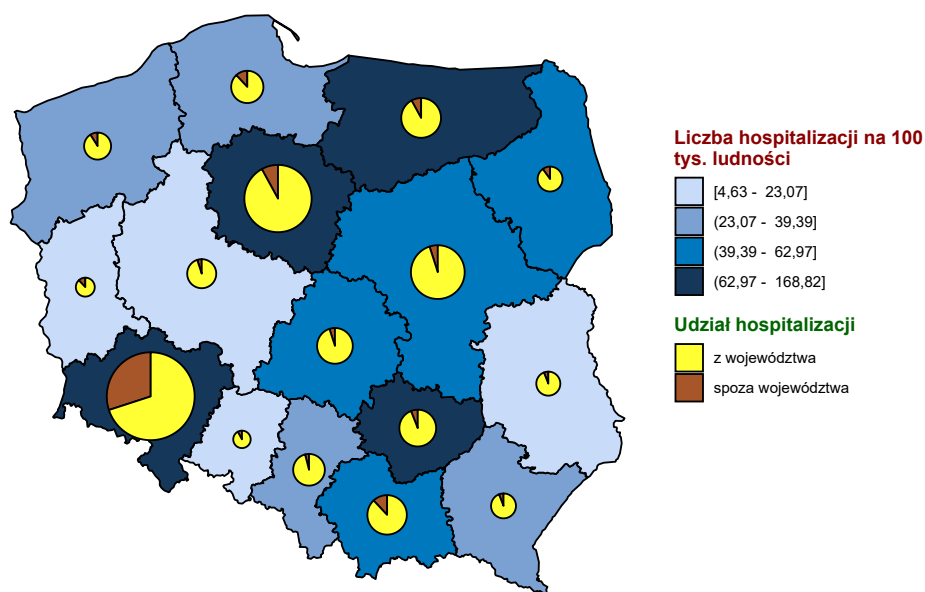 Liczba hospitalizacji na 100
tys. ludności
[4,63 - 23,07]
(23,07 - 39,39]
(39,39 - 62,97]
(62,97 - 168,82]
Udział hospitalizacji
z województwa
spoza województwa